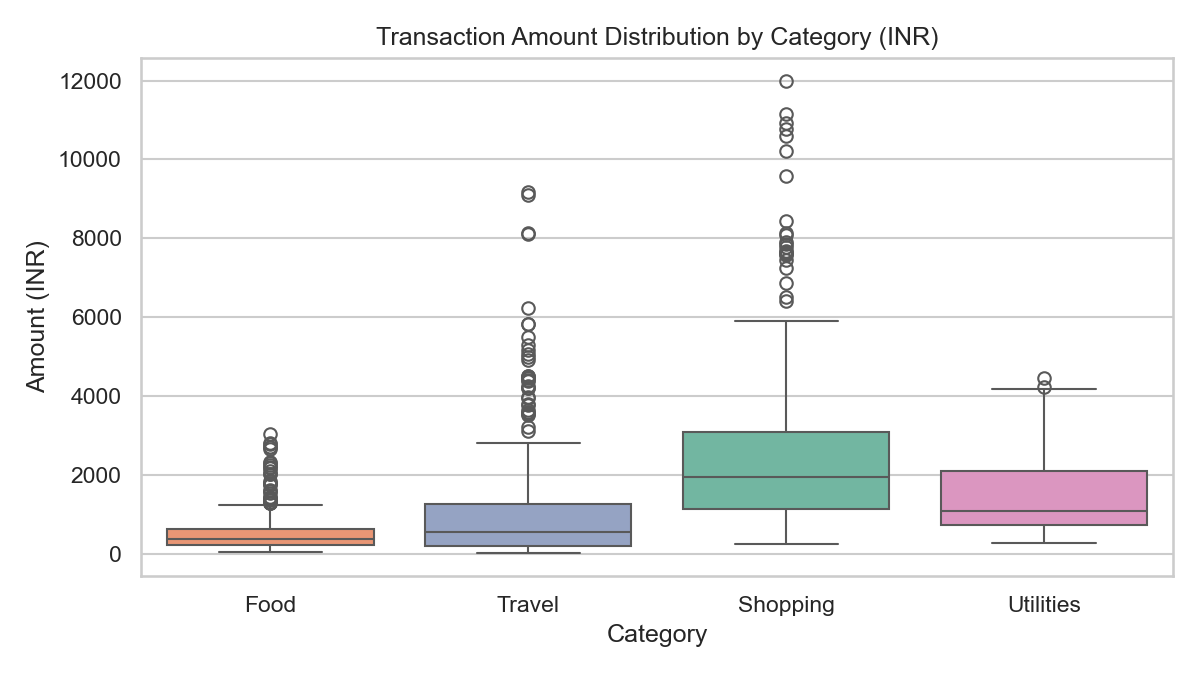 Transaction Amount Distribution by Category (INR)
12000
10000
8000
6000
4000
2000
0
Amount (INR)
Food Travel Shopping Utilities
Category